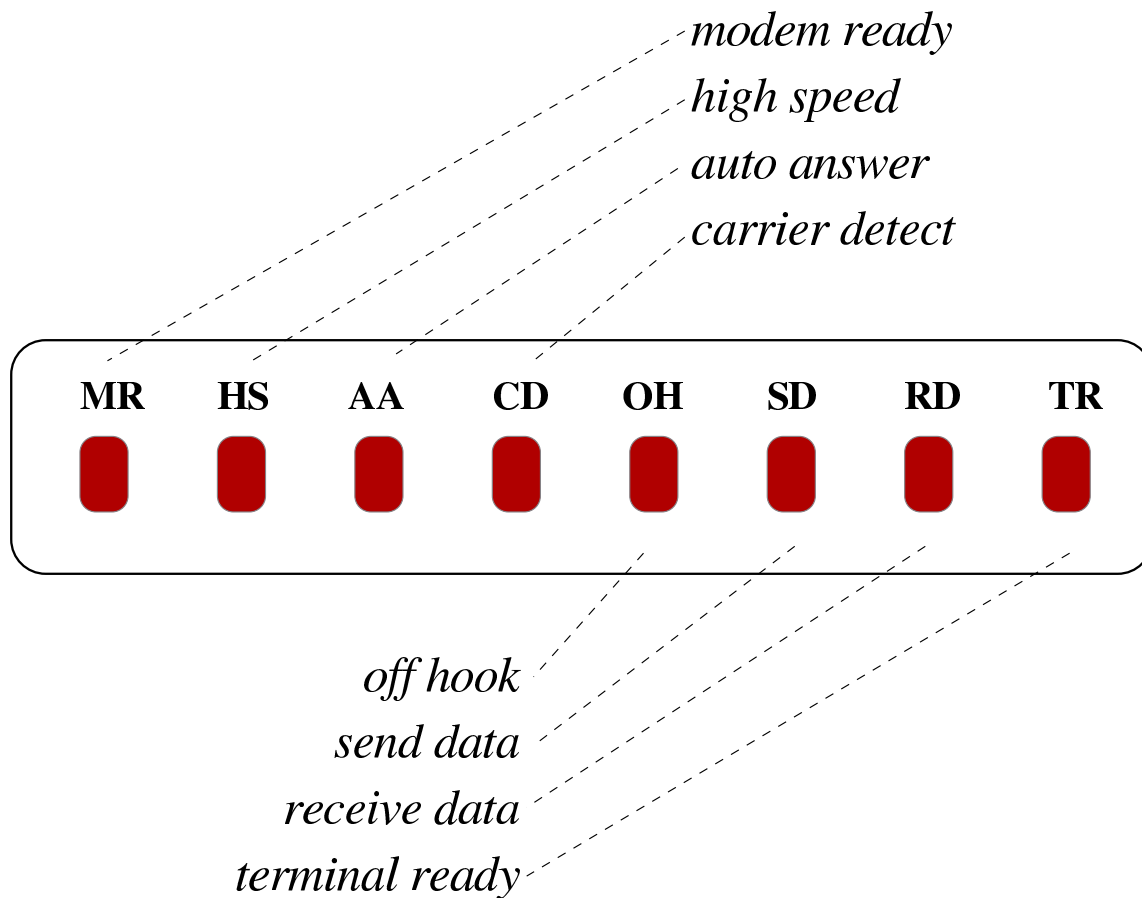 modem ready
high speed
auto answer
carrier detect
MR HS AA CD OH SD RD TR
off hook
send data
receive data
terminal ready